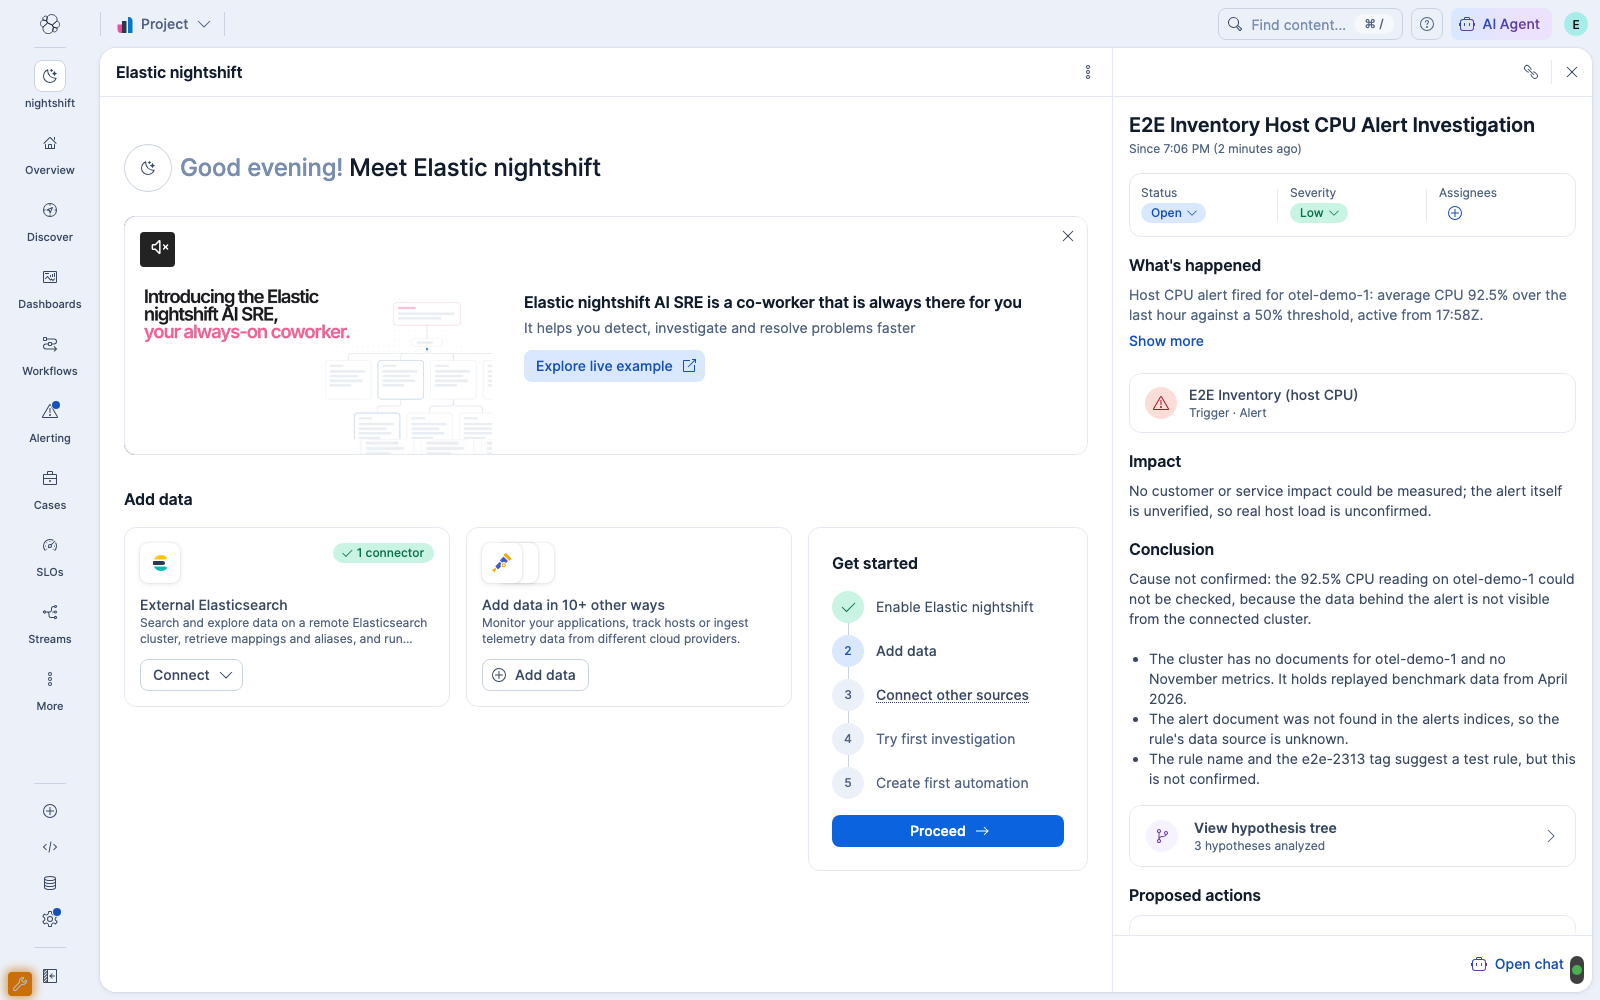 Project
Find content...
⌘ /
AI Agent
E
nightshift
Overview
Discover
Dashboards
Workflows
Alerting
Cases
SLOs
Streams
More
Elastic nightshift
Good evening! Meet Elastic nightshift
Introducing the Elastic
nightshift AI SRE,
your always-on coworker.
Elastic nightshift AI SRE is a co-worker that is always there for you
It helps you detect, investigate and resolve problems faster
Explore live example
Add data
1 connector
External Elasticsearch
Search and explore data on a remote Elasticsearch
cluster, retrieve mappings and aliases, and run...
Connect
Add data in 10+ other ways
Monitor your applications, track hosts or ingest
telemetry data from different cloud providers.
Add data
Get started
Enable Elastic nightshift
2 Add data
3 Connect other sources
4 Try first investigation
5 Create first automation
Proceed
E2E Inventory Host CPU Alert Investigation
Since 7:06 PM (2 minutes ago)
Status
Open
Severity
Low
Assignees
What's happened
Host CPU alert fired for otel-demo-1: average CPU 92.5% over the
last hour against a 50% threshold, active from 17:58Z.
Show more
E2E Inventory (host CPU)
Trigger · Alert
Impact
No customer or service impact could be measured; the alert itself
is unverified, so real host load is unconfirmed.
Conclusion
Cause not confirmed: the 92.5% CPU reading on otel-demo-1 could
not be checked, because the data behind the alert is not visible
from the connected cluster.
• The cluster has no documents for otel-demo-1 and no
November metrics. It holds replayed benchmark data from April
2026.
• The alert document was not found in the alerts indices, so the
rule's data source is unknown.
• The rule name and the e2e-2313 tag suggest a test rule, but this
is not confirmed.
View hypothesis tree
3 hypotheses analyzed
Proposed actions
Open chat